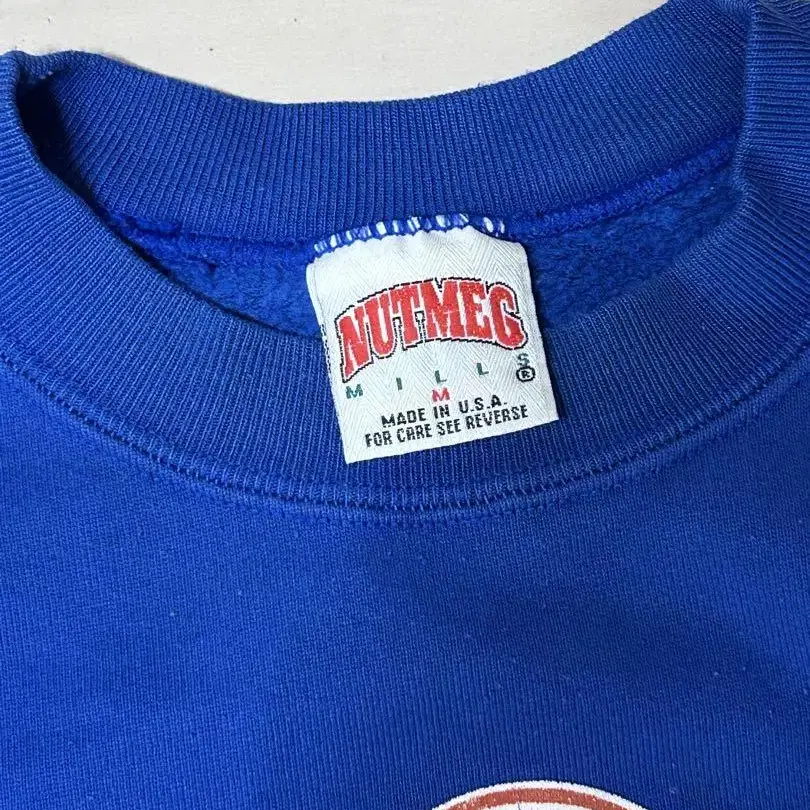 NUTMEG
MILLS ®
M
MADE IN U.S.A.
FOR CARE SEE REVERSE